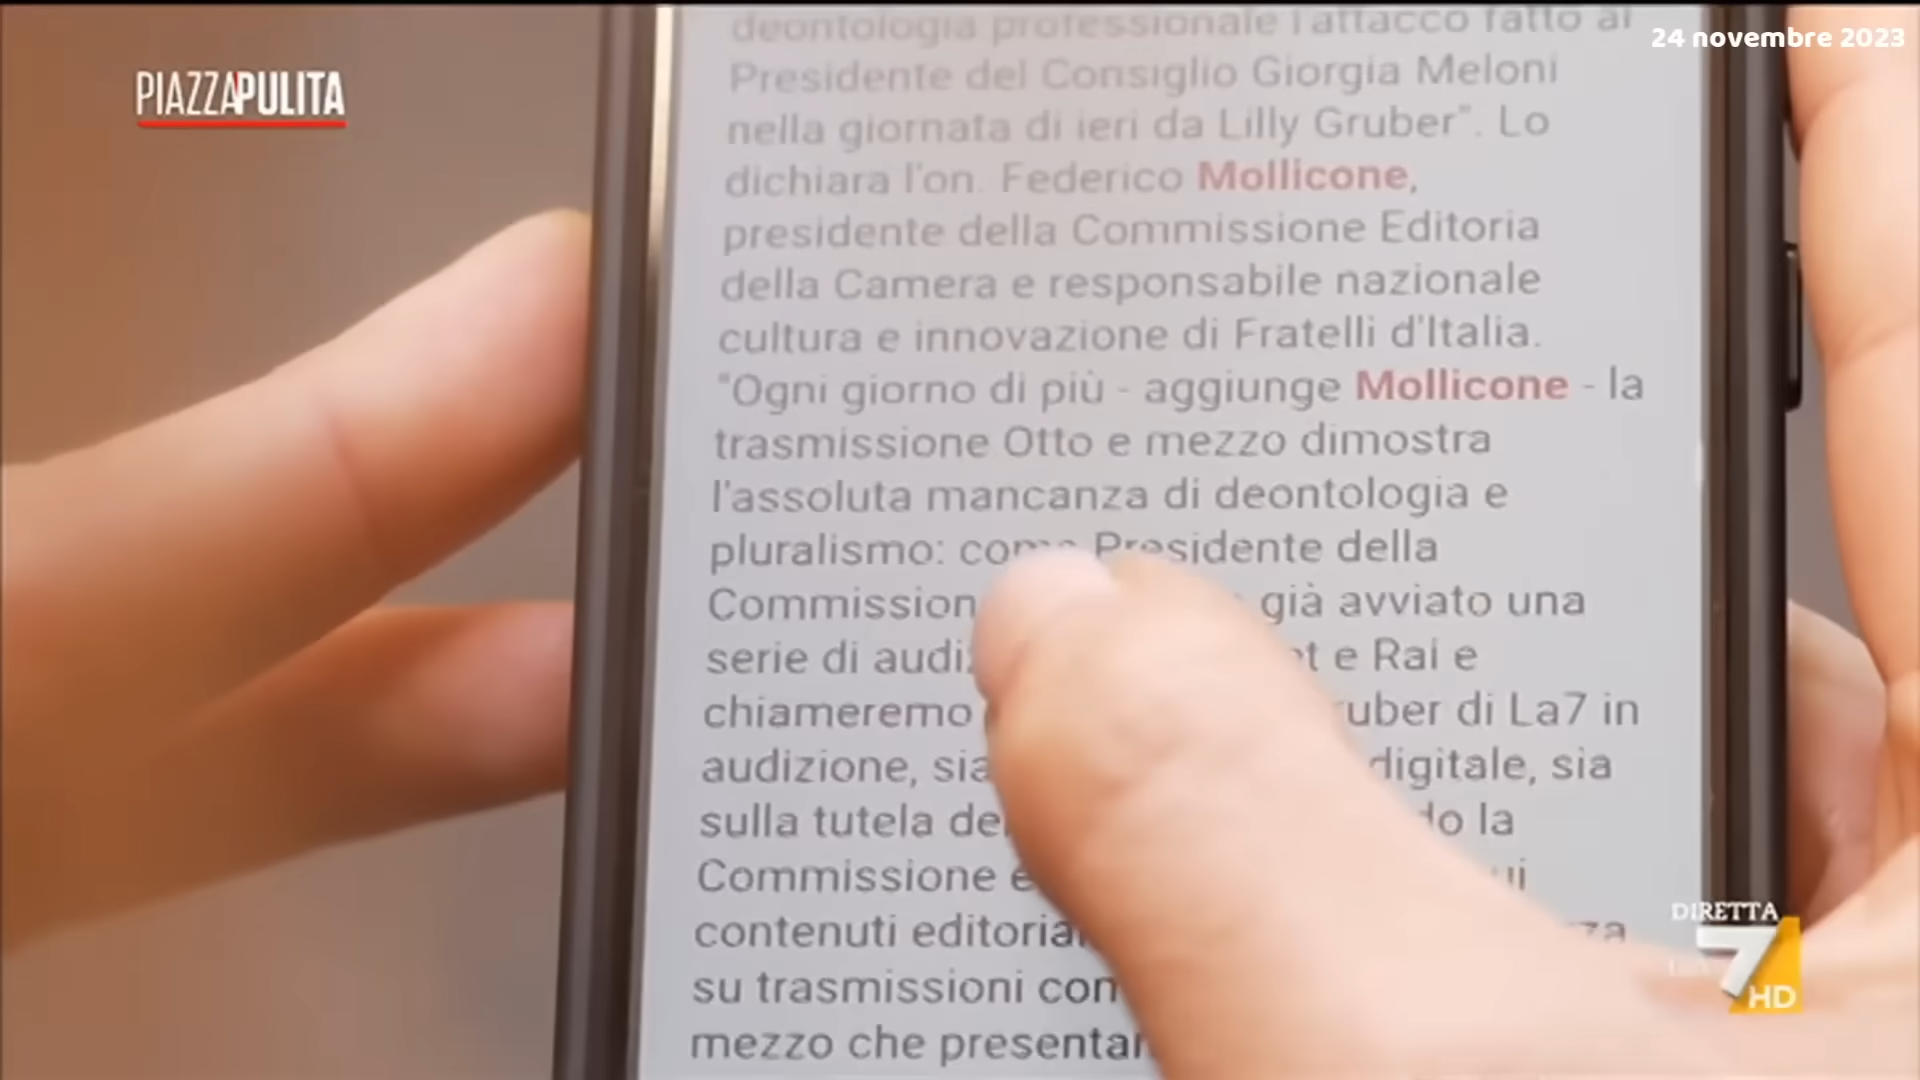 24 novembre 2023
PIAZZAPULITA
deontologia professionale l'attacco fatto al
Presidente del Consiglio Giorgia Meloni
nella giornata di ieri da Lilly Gruber". Lo
dichiara l'on. Federico Mollicone,
presidente della Commissione Editoria
della Camera e responsabile nazionale
cultura e innovazione di Fratelli d'Italia.
"Ogni giorno di più - aggiunge Mollicone - la
trasmissione Otto e mezzo dimostra
l'assoluta mancanza di deontologia e
pluralismo: come Presidente della
Commission già avviato una
serie di e Rai e
chiameremo uber di La7 in
audizione, digitale, sia
sulla tutela la
Commissione
contenuti
su trasmissioni
mezzo che
DIRETTA
7
HD